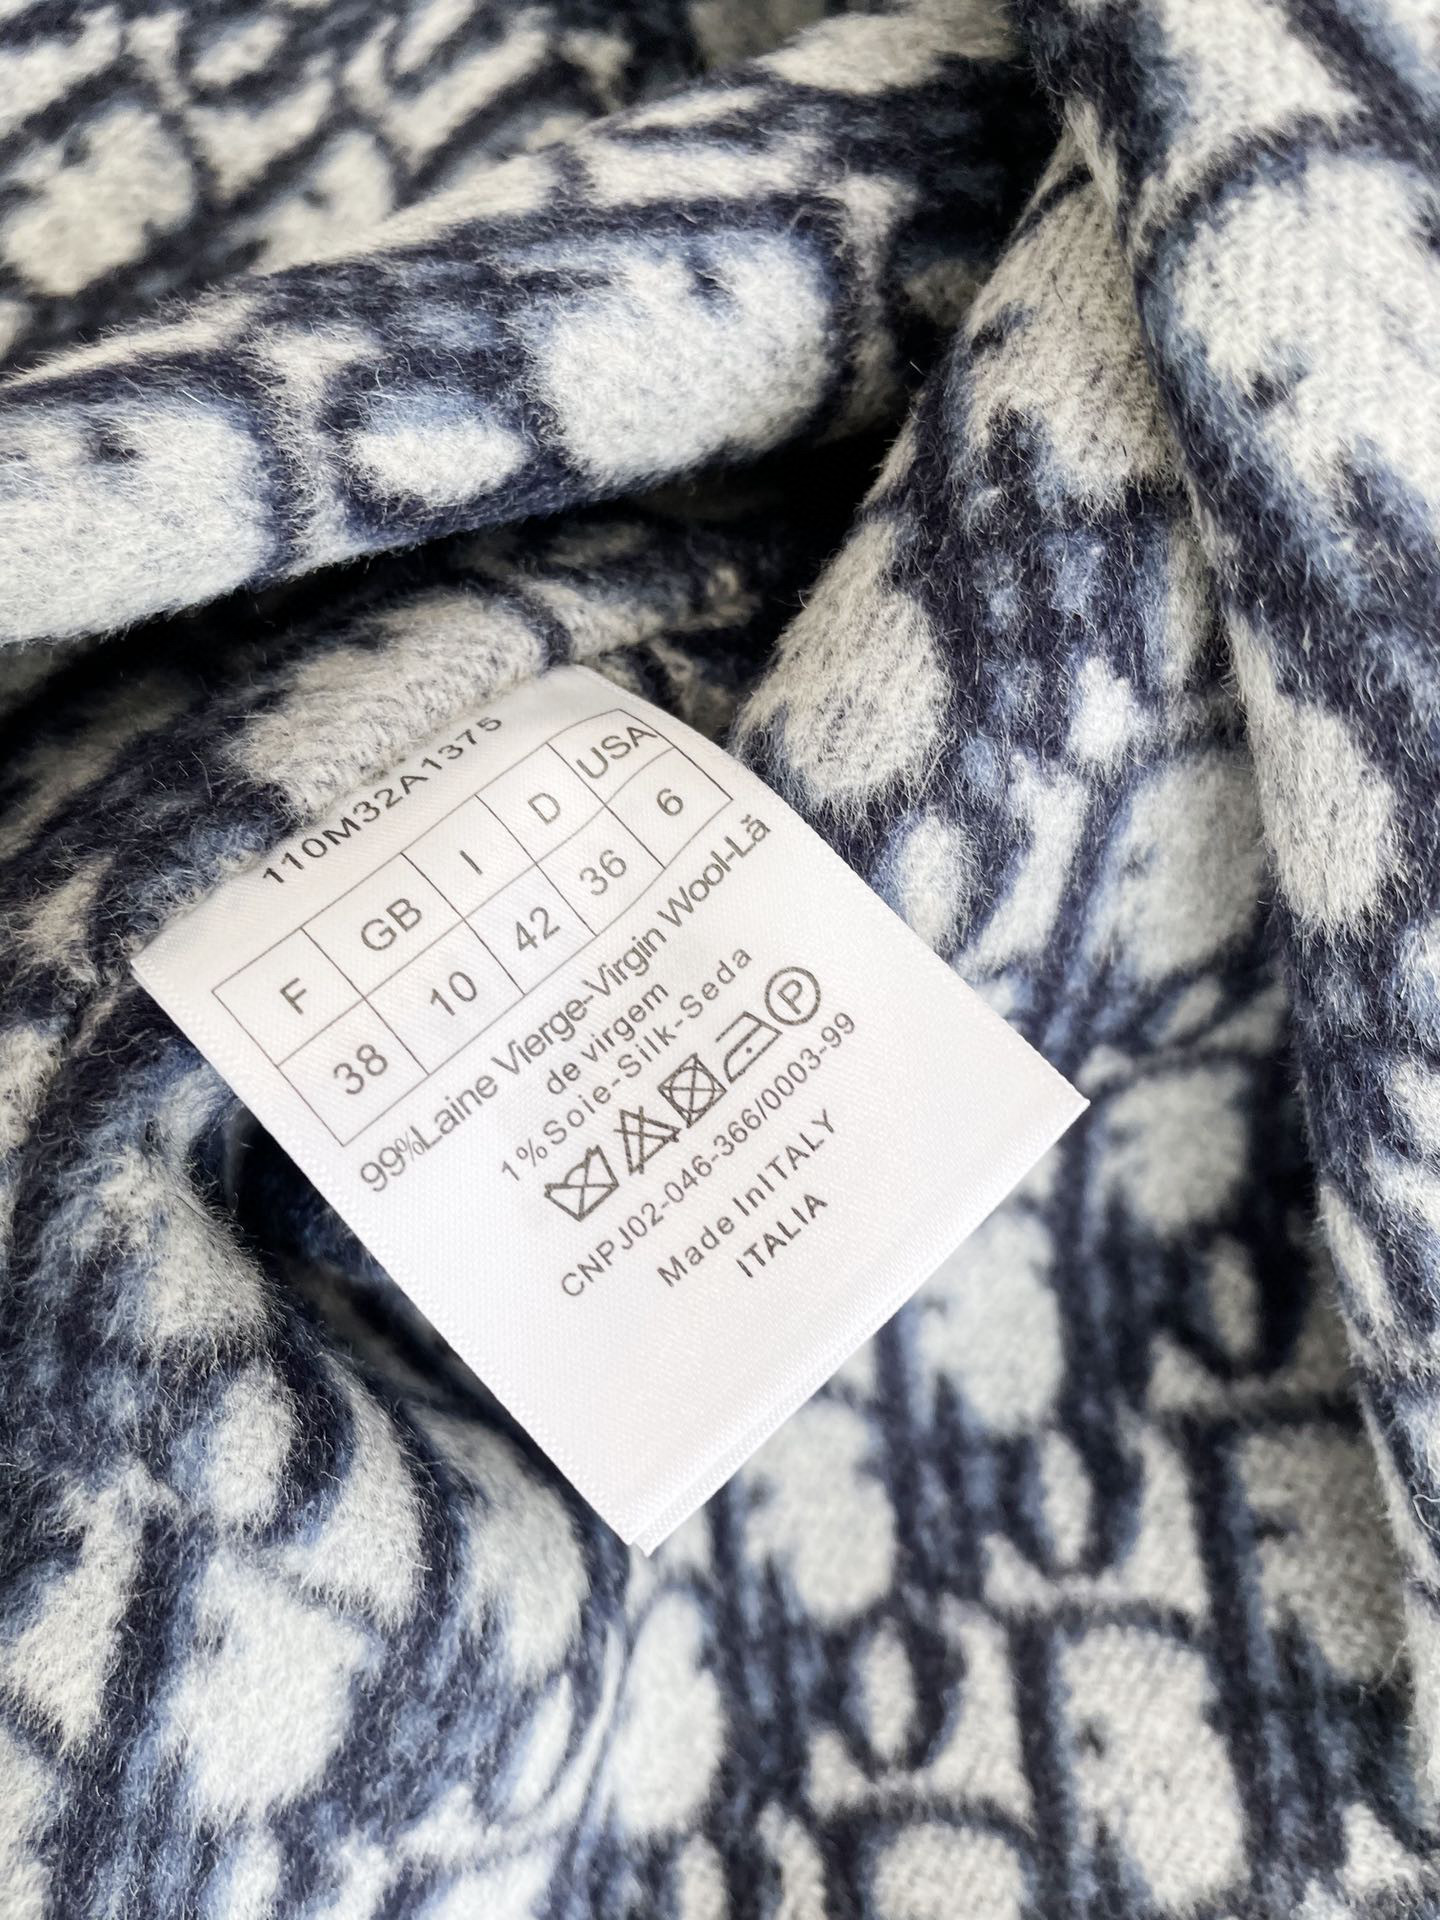 110M32A1375
F GB I D USA
38 10 42 36 6
99%Laine Vierge-Virgin Wool-Lã
de virgem
1%Soie-Silk-Seda
CNPJ02-046-366/0003-99
Made InITALY
ITALIA